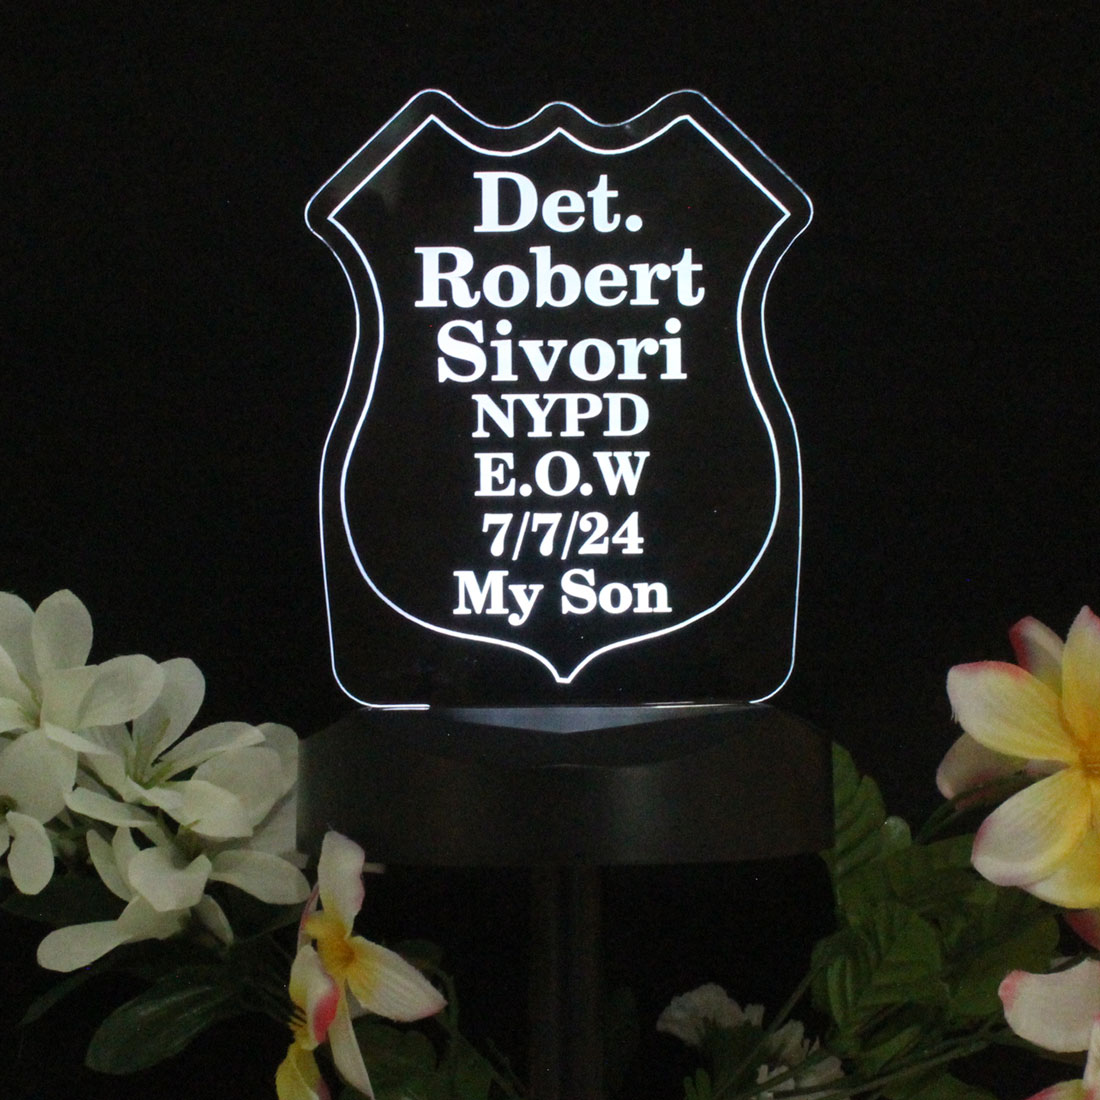 Det.
Robert
Sivori
NYPD
E.O.W
7/7/24
My Son